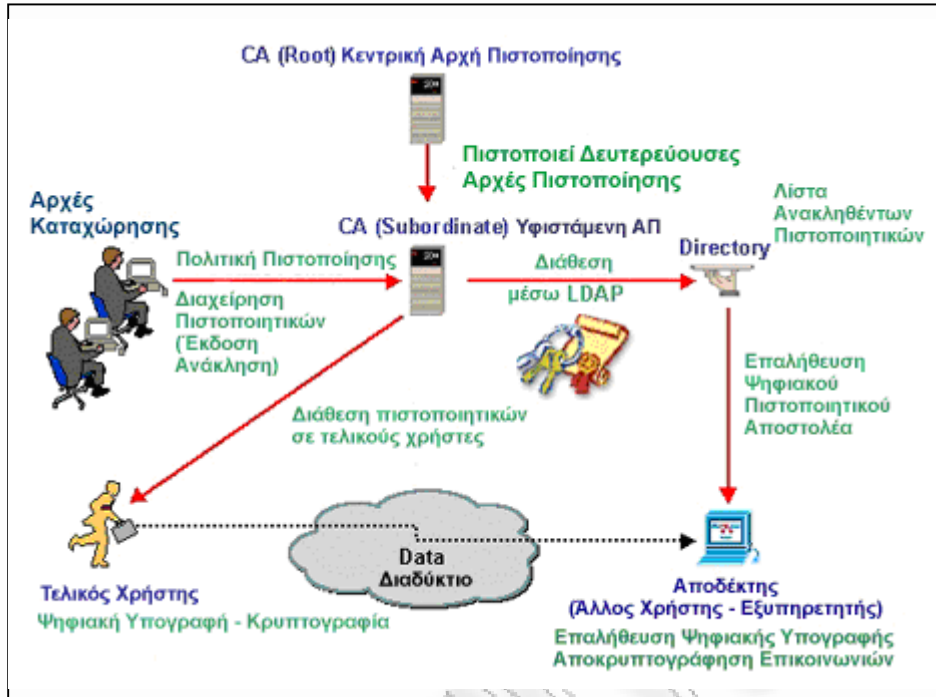 CA (Root) Κεντρική Αρχή Πιστοποίησης
Πιστοποιεί Δευτερεύουσες
Αρχές Πιστοποίησης
Αρχές
Καταχώρησης
CA (Subordinate) Υφιστάμενη ΑΠ
Λίστα
Ανακληθέντων
Πιστοποιητικών
Directory
Πολιτική Πιστοποίησης
Διαχείρηση
Πιστοποιητικών
(Έκδοση
Ανάκληση)
Διάθεση
μέσω LDAP
Επαλήθευση
Ψηφιακού
Πιστοποιητικού
Αποστολέα
Διάθεση πιστοποιητικών
σε τελικούς χρήστες
Data
Διαδύκτιο
Τελικός Χρήστης
Ψηφιακή Υπογραφή - Κρυπτογραφία
Αποδέκτης
(Άλλος Χρήστης - Εξυπηρετητής)
Επαλήθευση Ψηφιακής Υπογραφής
Αποκρυπτογράφηση Επικοινωνιών